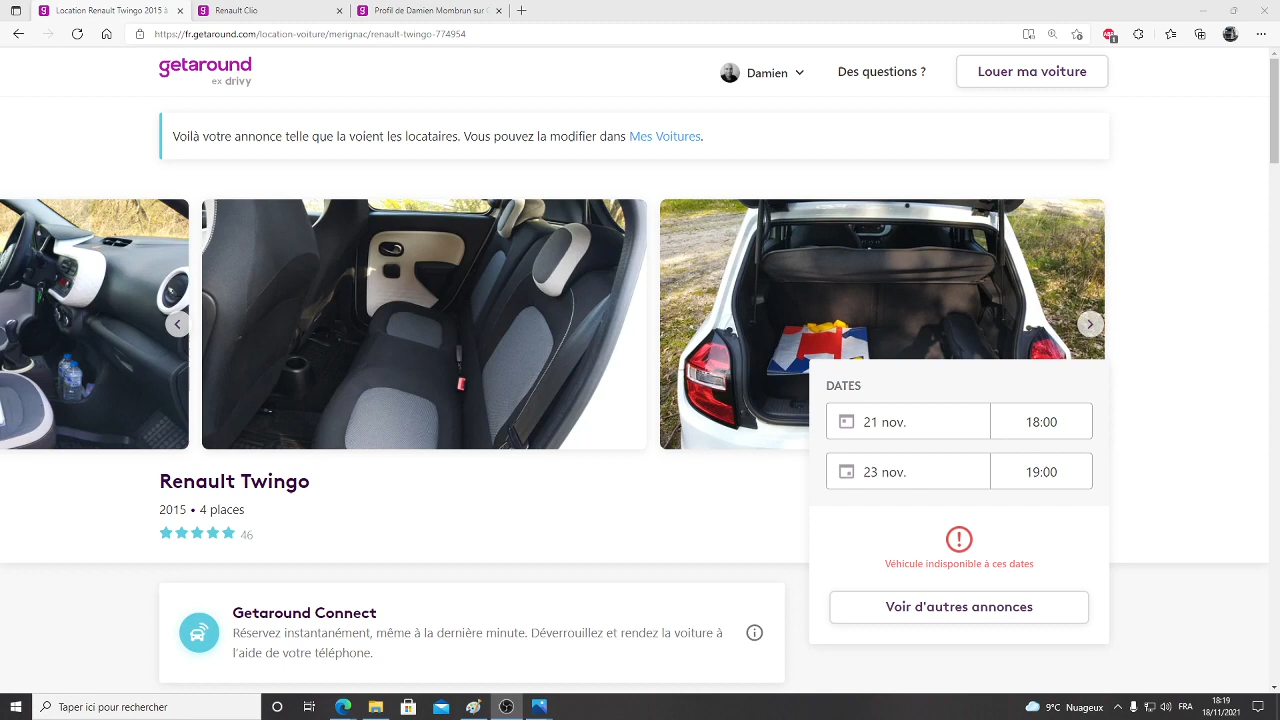 Location Renault Twingo 2015 à
Renault Clio
Profil de Damien Mombrun sur G
https://fr.getaround.com/location-voiture/merignac/renault-twingo-774954
1
getaround
ex drivy
Damien
Des questions ?
Louer ma voiture
Voilà votre annonce telle que la voient les locataires. Vous pouvez la modifier dans Mes Voitures.
DATES
21 nov. 18:00
23 nov. 19:00
Renault Twingo
2015 • 4 places
46
Véhicule indisponible à ces dates
Voir d'autres annonces
Getaround Connect
Réservez instantanément, même à la dernière minute. Déverrouillez et rendez la voiture à
l'aide de votre téléphone.
Taper ici pour rechercher
9°C Nuageux
FRA
18:19
18/11/2021